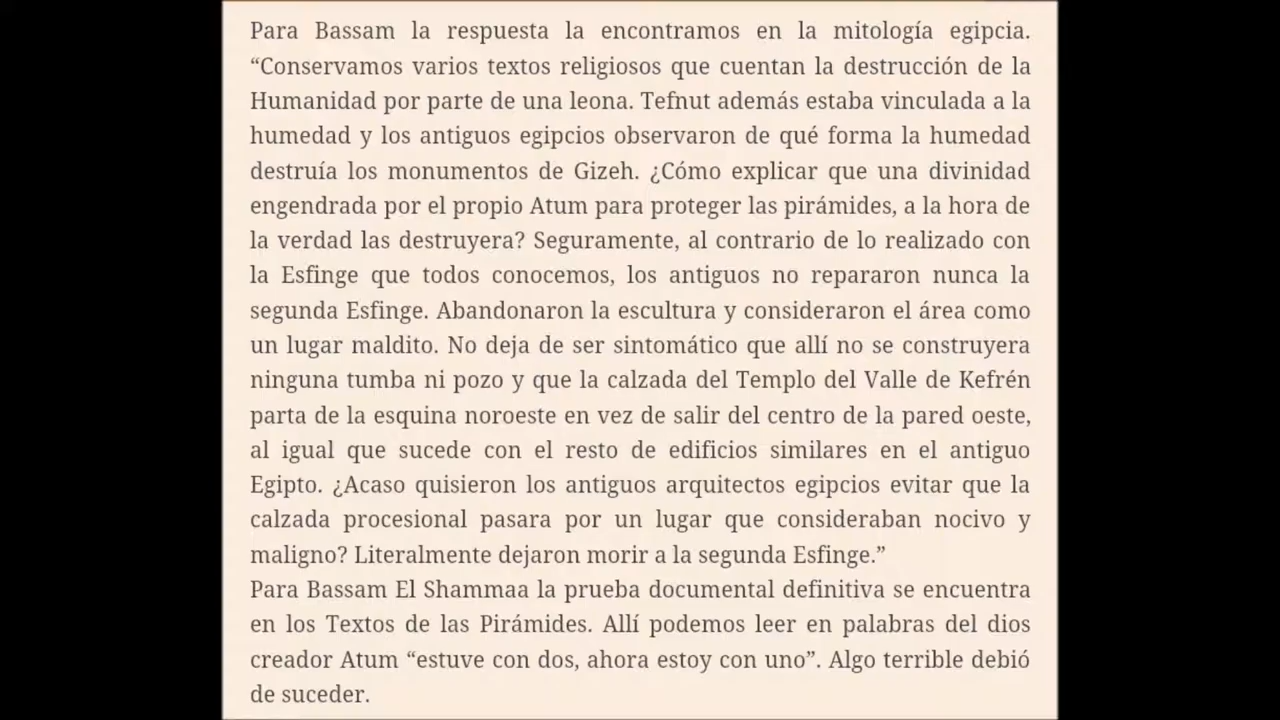 Para Bassam la respuesta la encontramos en la mitología egipcia.
“Conservamos varios textos religiosos que cuentan la destrucción de la
Humanidad por parte de una leona. Tefnut además estaba vinculada a la
humedad y los antiguos egipcios observaron de qué forma la humedad
destruía los monumentos de Gizeh. ¿Cómo explicar que una divinidad
engendrada por el propio Atum para proteger las pirámides, a la hora de
la verdad las destruyera? Seguramente, al contrario de lo realizado con
la Esfinge que todos conocemos, los antiguos no repararon nunca la
segunda Esfinge. Abandonaron la escultura y consideraron el área como
un lugar maldito. No deja de ser sintomático que allí no se construyera
ninguna tumba ni pozo y que la calzada del Templo del Valle de Kefrén
parta de la esquina noroeste en vez de salir del centro de la pared oeste,
al igual que sucede con el resto de edificios similares en el antiguo
Egipto. ¿Acaso quisieron los antiguos arquitectos egipcios evitar que la
calzada procesional pasara por un lugar que consideraban nocivo y
maligno? Literalmente dejaron morir a la segunda Esfinge.”
Para Bassam El Shammaa la prueba documental definitiva se encuentra
en los Textos de las Pirámides. Allí podemos leer en palabras del dios
creador Atum “estuve con dos, ahora estoy con uno”. Algo terrible debió
de suceder.